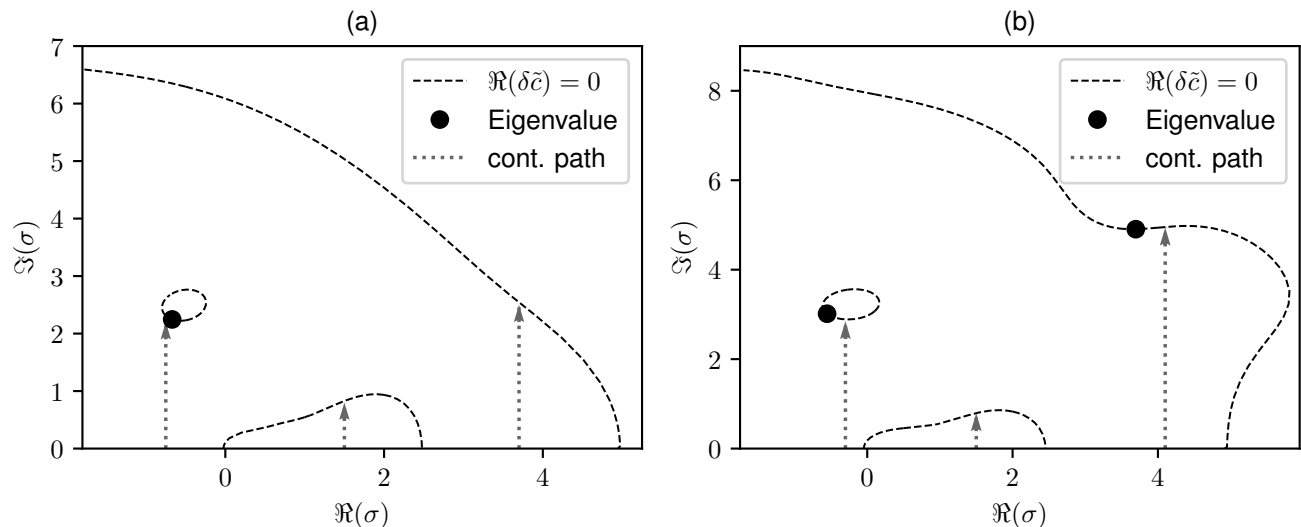 (a)
7
6
5
4
3
2
1
0
ℑ(σ)
0
2
4
ℜ(σ)
ℜ(δc̃) = 0
Eigenvalue
cont. path
(b)
8
6
4
2
0
ℑ(σ)
0
2
4
ℜ(σ)
ℜ(δc̃) = 0
Eigenvalue
cont. path